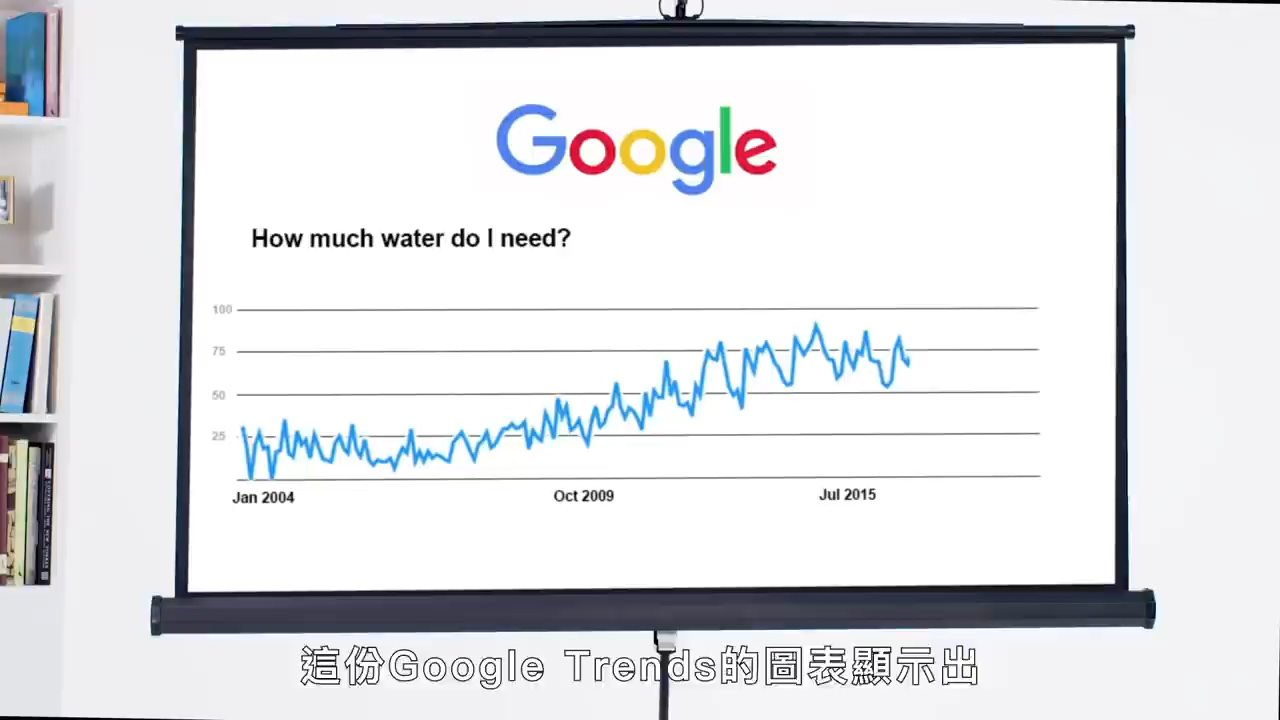 Google
How much water do I need?
100
75
50
25
Jan 2004
Oct 2009
Jul 2015
這份Google Trends的圖表顯示出